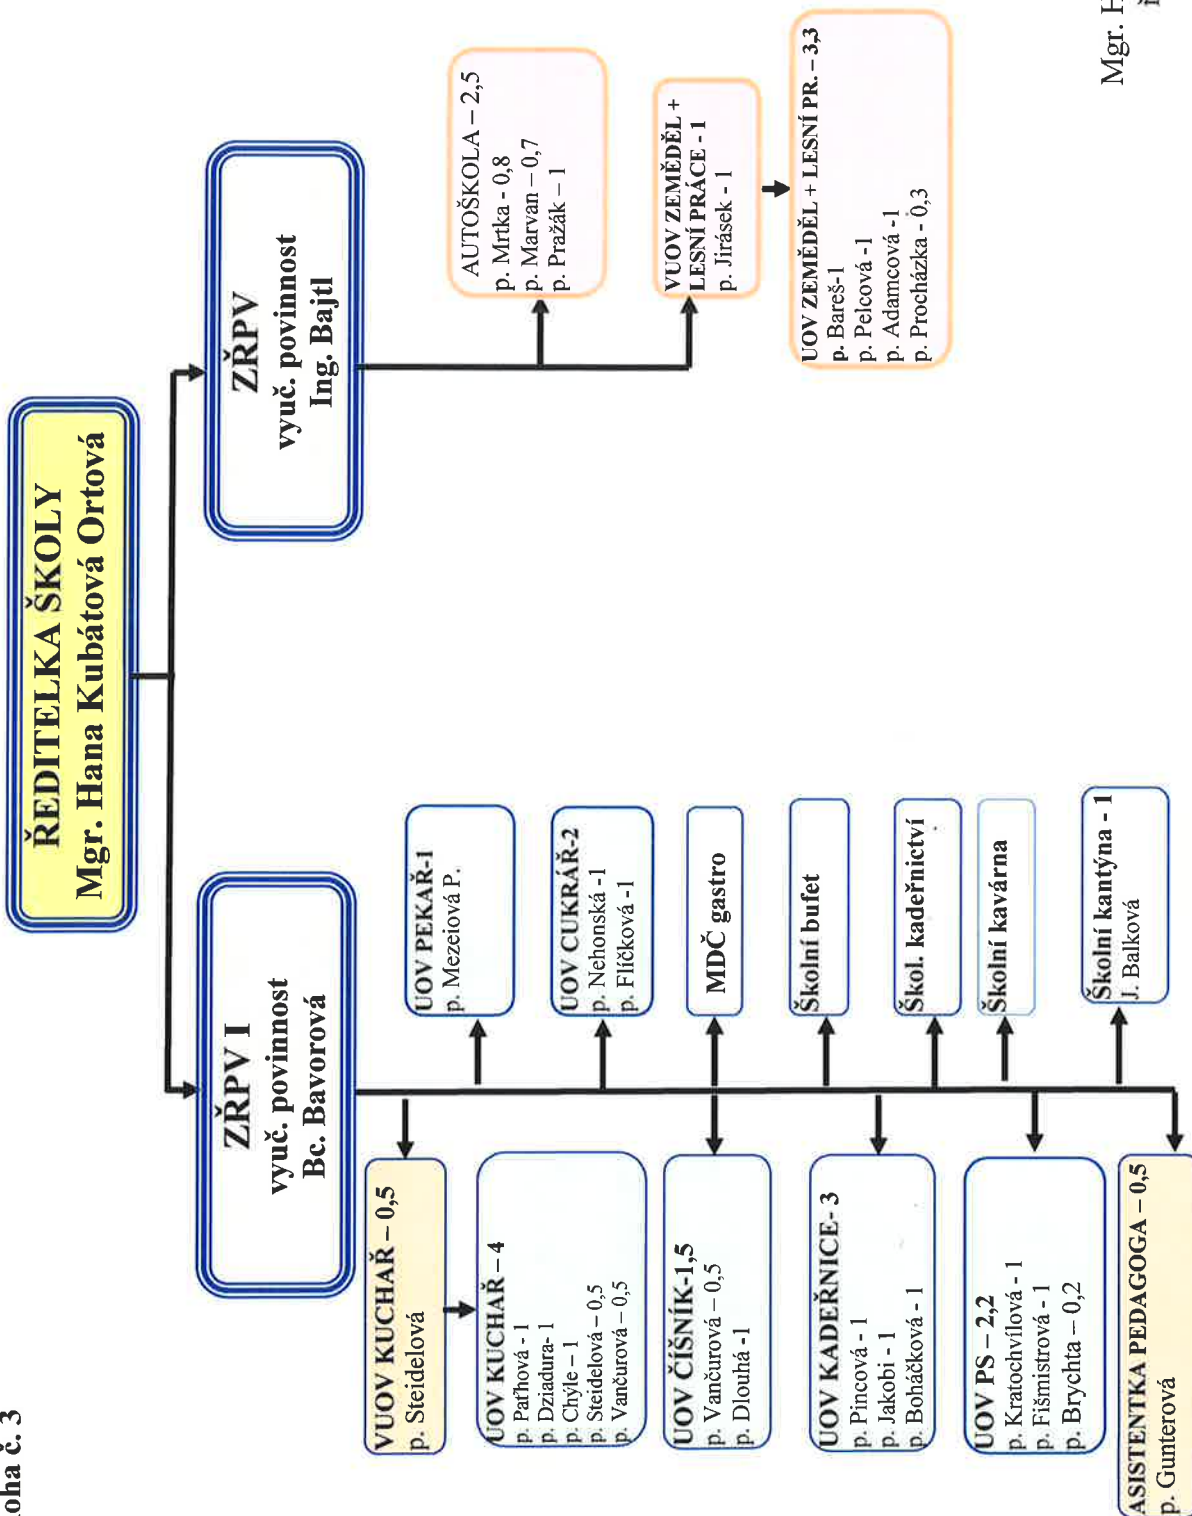 loha č. 3
ŘEDITELKA ŠKOLY
Mgr. Hana Kubátová Ortová
ZŘPV I
vyuč. povinnost
Bc. Bavorová
ZŘPV
vyuč. povinnost
Ing. Bajtl
VUOV KUCHAŘ – 0,5
p. Steidelová
UOV KUCHAŘ – 4
p. Paťhová - 1
p. Dziadura- 1
p. Chýle – 1
p. Steidelová – 0,5
p. Vančurová – 0,5
UOV ČÍŠNÍK-1,5
p. Vančurová – 0,5
p. Dlouhá -1
UOV KADEŘNICE- 3
p. Pincová - 1
p. Jakobi - 1
p. Boháčková - 1
UOV PS – 2,2
p. Kratochvílová - 1
p. Fišmistrová - 1
p. Brychta – 0,2
ASISTENTKA PEDAGOGA – 0,5
p. Gunterová
UOV PEKAŘ-1
p. Mezeiová P.
UOV CUKRÁŘ-2
p. Nehonská -1
p. Flíčková -1
MDČ gastro
Školní bufet
Škol. kadeřnictví
Školní kavárna
Školní kantýna - 1
J. Balková
AUTOŠKOLA – 2,5
p. Mrtka - 0,8
p. Marvan – 0,7
p. Pražák – 1
VUOV ZEMĚDĚL +
LESNÍ PRÁCE - 1
p. Jirásek - 1
UOV ZEMĚDĚL + LESNÍ PR. – 3,3
p. Bareš-1
p. Pelcová -1
p. Adamcová -1
p. Procházka - 0,3
Mgr. H